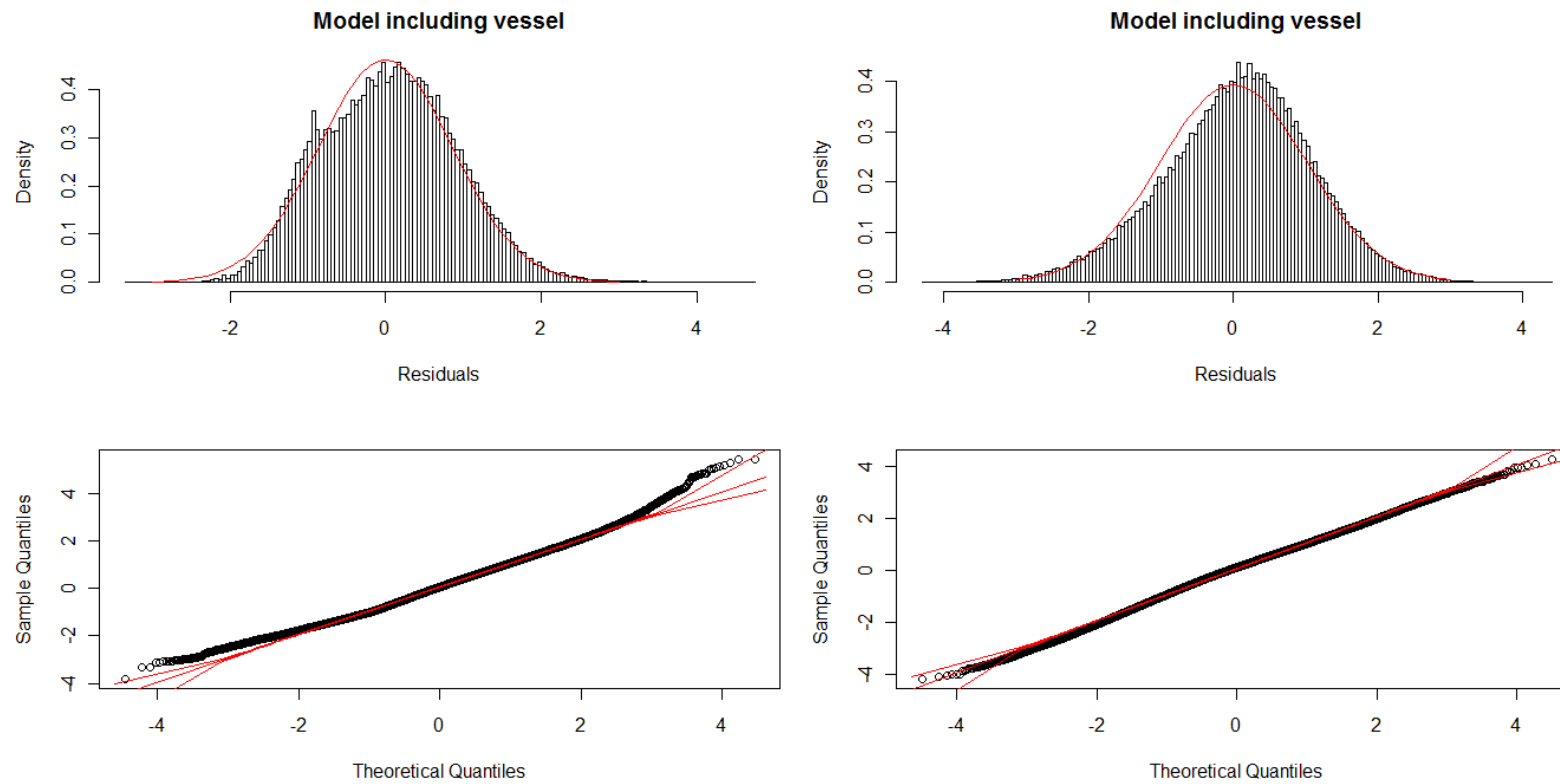 Model including vessel
Density
0.0 0.1 0.2 0.3 0.4
-2 0 2 4
Residuals
Model including vessel
Density
0.0 0.1 0.2 0.3 0.4
-4 -2 0 2 4
Residuals
Sample Quantiles
-4 -2 0 2 4
-4 -2 0 2 4
Theoretical Quantiles
Sample Quantiles
-4 -2 0 2 4
-4 -2 0 2 4
Theoretical Quantiles